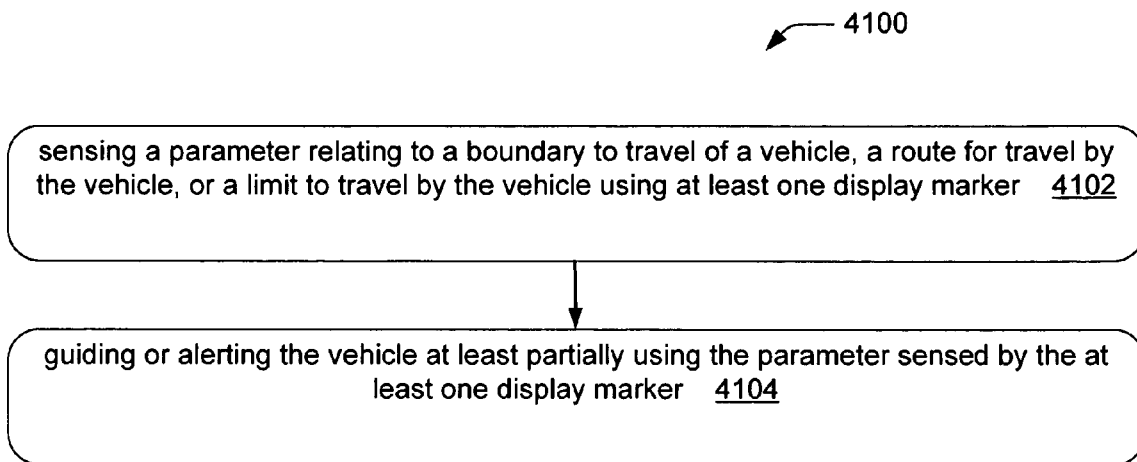 4100
sensing a parameter relating to a boundary to travel of a vehicle, a route for travel by
the vehicle, or a limit to travel by the vehicle using at least one display marker 4102
guiding or alerting the vehicle at least partially using the parameter sensed by the at
least one display marker 4104